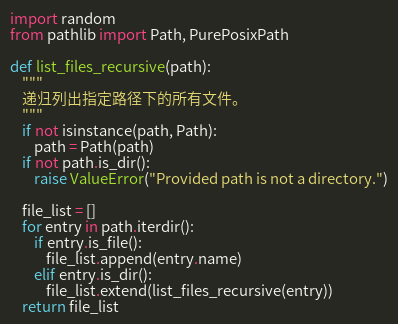 import random
from pathlib import Path, PurePosixPath

def list_files_recursive(path):
    """
    递归列出指定路径下的所有文件。
    """
    if not isinstance(path, Path):
        path = Path(path)
    if not path.is_dir():
        raise ValueError("Provided path is not a directory.")

    file_list = []
    for entry in path.iterdir():
        if entry.is_file():
            file_list.append(entry.name)
        elif entry.is_dir():
            file_list.extend(list_files_recursive(entry))
    return file_list